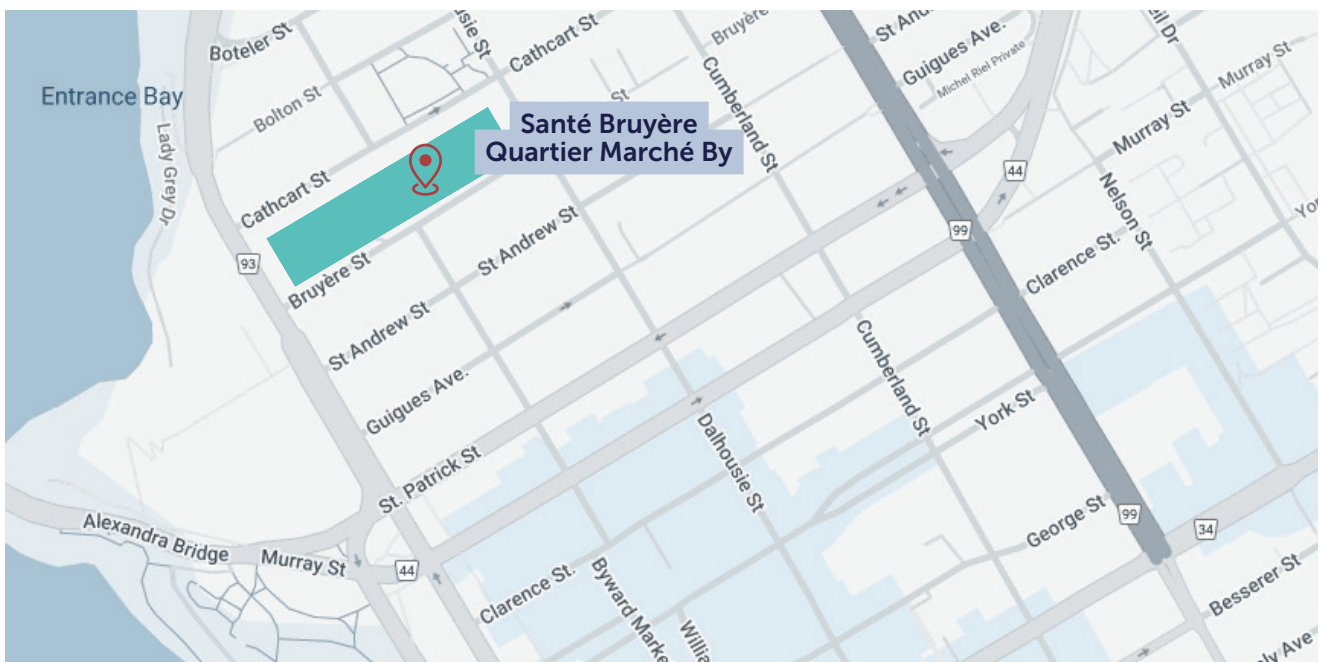 Boteler St
Cathcart St
Bruyère
St
Guigues Ave.
Michel Riel Private
Murray St
Entrance Bay
Bolton St
Lady Grey Dr
Santé Bruyère
Quartier Marché By
Cumberland St
Murray St
44
Nelson St
Cathcart St
93
Bruyère St
St Andrew St
99
Clarence St.
St Andrew St
Guigues Ave.
Cumberland St
York St
Dalhousie St
St. Patrick St
George St
99
34
Alexandra Bridge
Murray St
44
Clarence St.
Besserer St